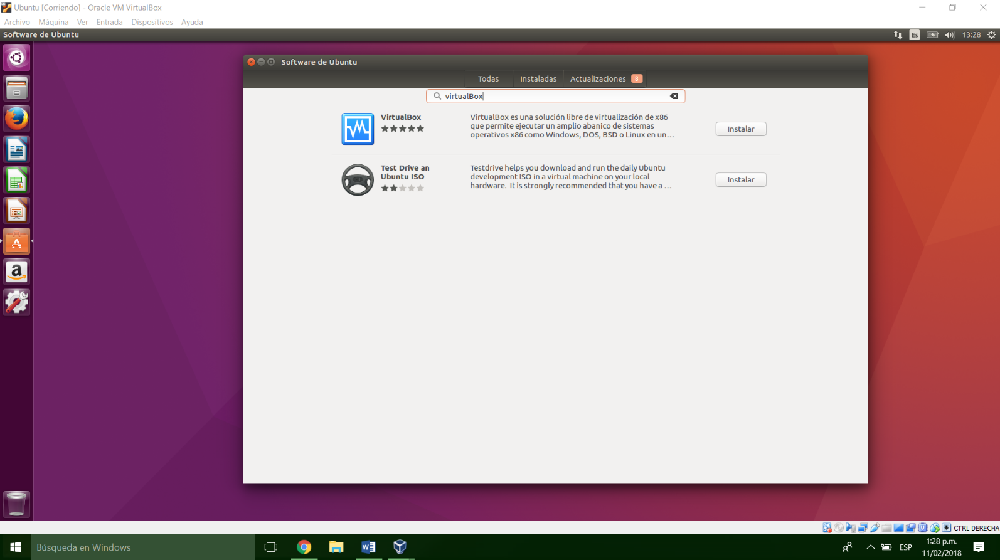 Ubuntu [Corriendo] - Oracle VM VirtualBox
Archivo Máquina Ver Entrada Dispositivos Ayuda
Software de Ubuntu
Es 13:28
Software de Ubuntu
Todas Instaladas Actualizaciones 8
virtualBox
VirtualBox
VirtualBox es una solución libre de virtualización de x86
que permite ejecutar un amplio abanico de sistemas
operativos x86 como Windows, DOS, BSD o Linux en un...
Instalar
Test Drive an
Ubuntu ISO
Testdrive helps you download and run the daily Ubuntu
development ISO in a virtual machine on your local
hardware. It is strongly recommended that you have a ...
Instalar
CTRL DERECHA
Búsqueda en Windows
ESP
1:28 p.m.
11/02/2018